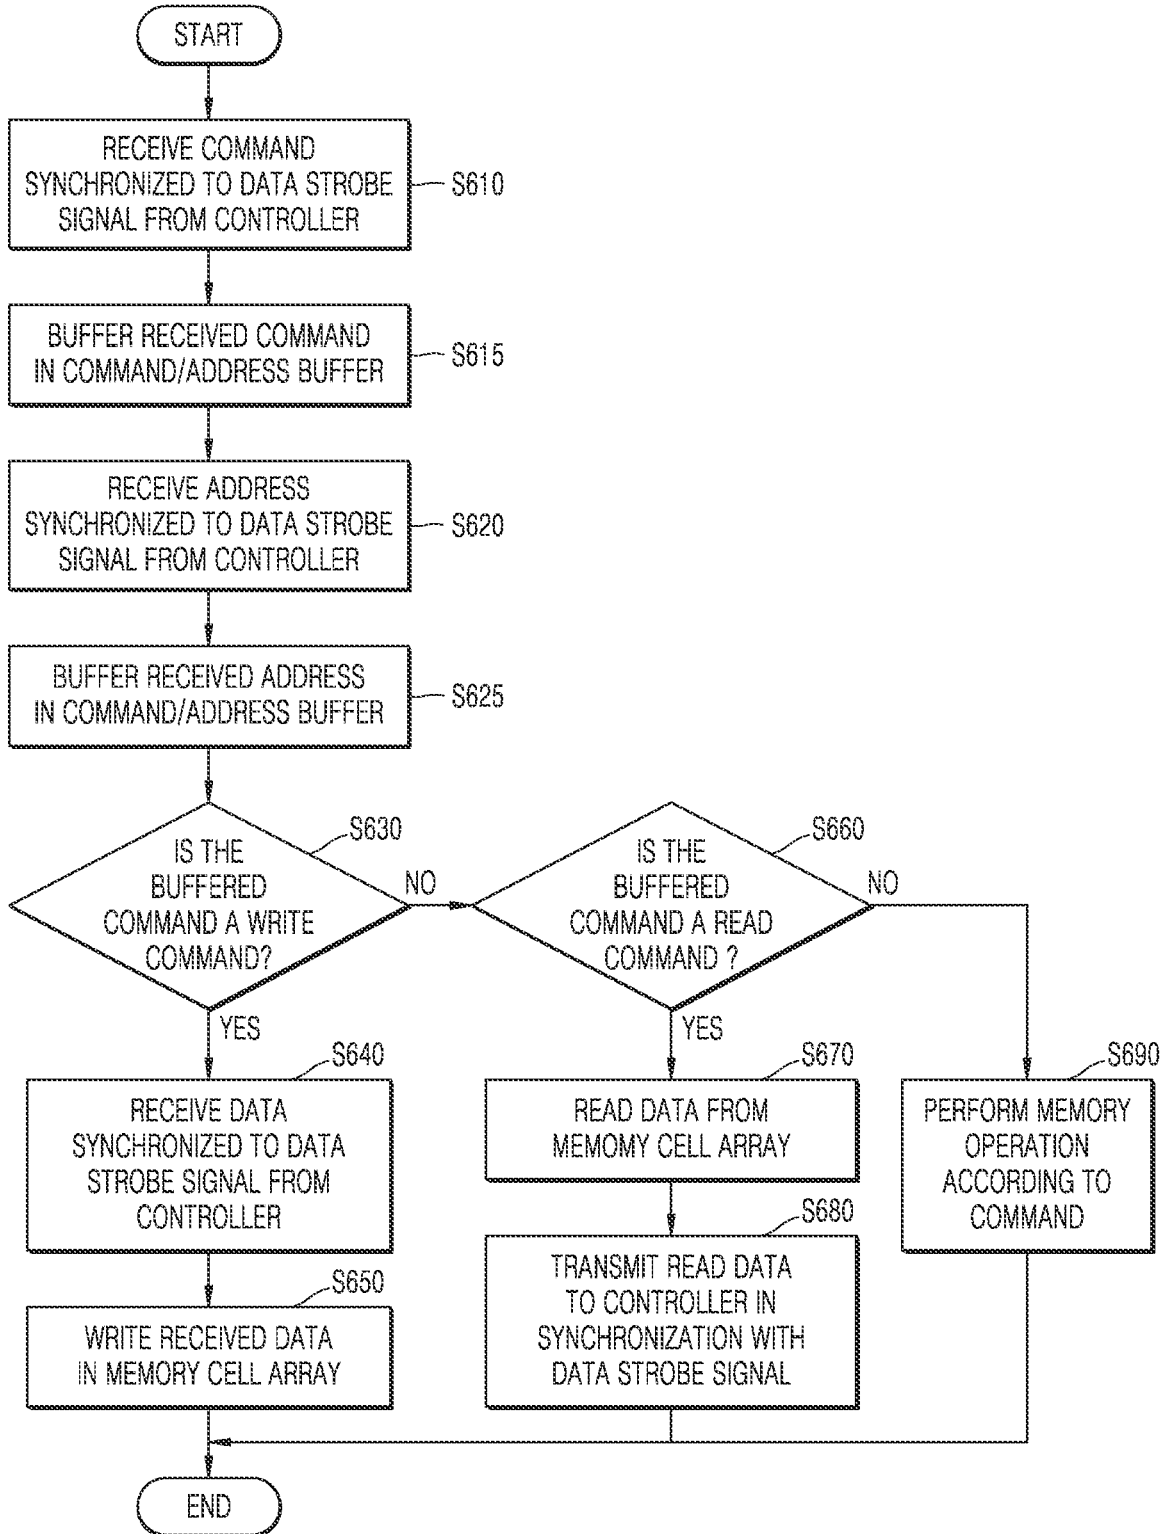 START
RECEIVE COMMAND
SYNCHRONIZED TO DATA STROBE
SIGNAL FROM CONTROLLER
S610
BUFFER RECEIVED COMMAND
IN COMMAND/ADDRESS BUFFER
S615
RECEIVE ADDRESS
SYNCHRONIZED TO DATA STROBE
SIGNAL FROM CONTROLLER
S620
BUFFER RECEIVED ADDRESS
IN COMMAND/ADDRESS BUFFER
S625
S630
IS THE
BUFFERED
COMMAND A WRITE
COMMAND?
NO
YES
S660
IS THE
BUFFERED
COMMAND A READ
COMMAND ?
NO
YES
S640
RECEIVE DATA
SYNCHRONIZED TO DATA
STROBE SIGNAL FROM
CONTROLLER
S650
WRITE RECEIVED DATA
IN MEMORY CELL ARRAY
S670
READ DATA FROM
MEMOMY CELL ARRAY
S680
TRANSMIT READ DATA
TO CONTROLLER IN
SYNCHRONIZATION WITH
DATA STROBE SIGNAL
S690
PERFORM MEMORY
OPERATION
ACCORDING TO
COMMAND
END